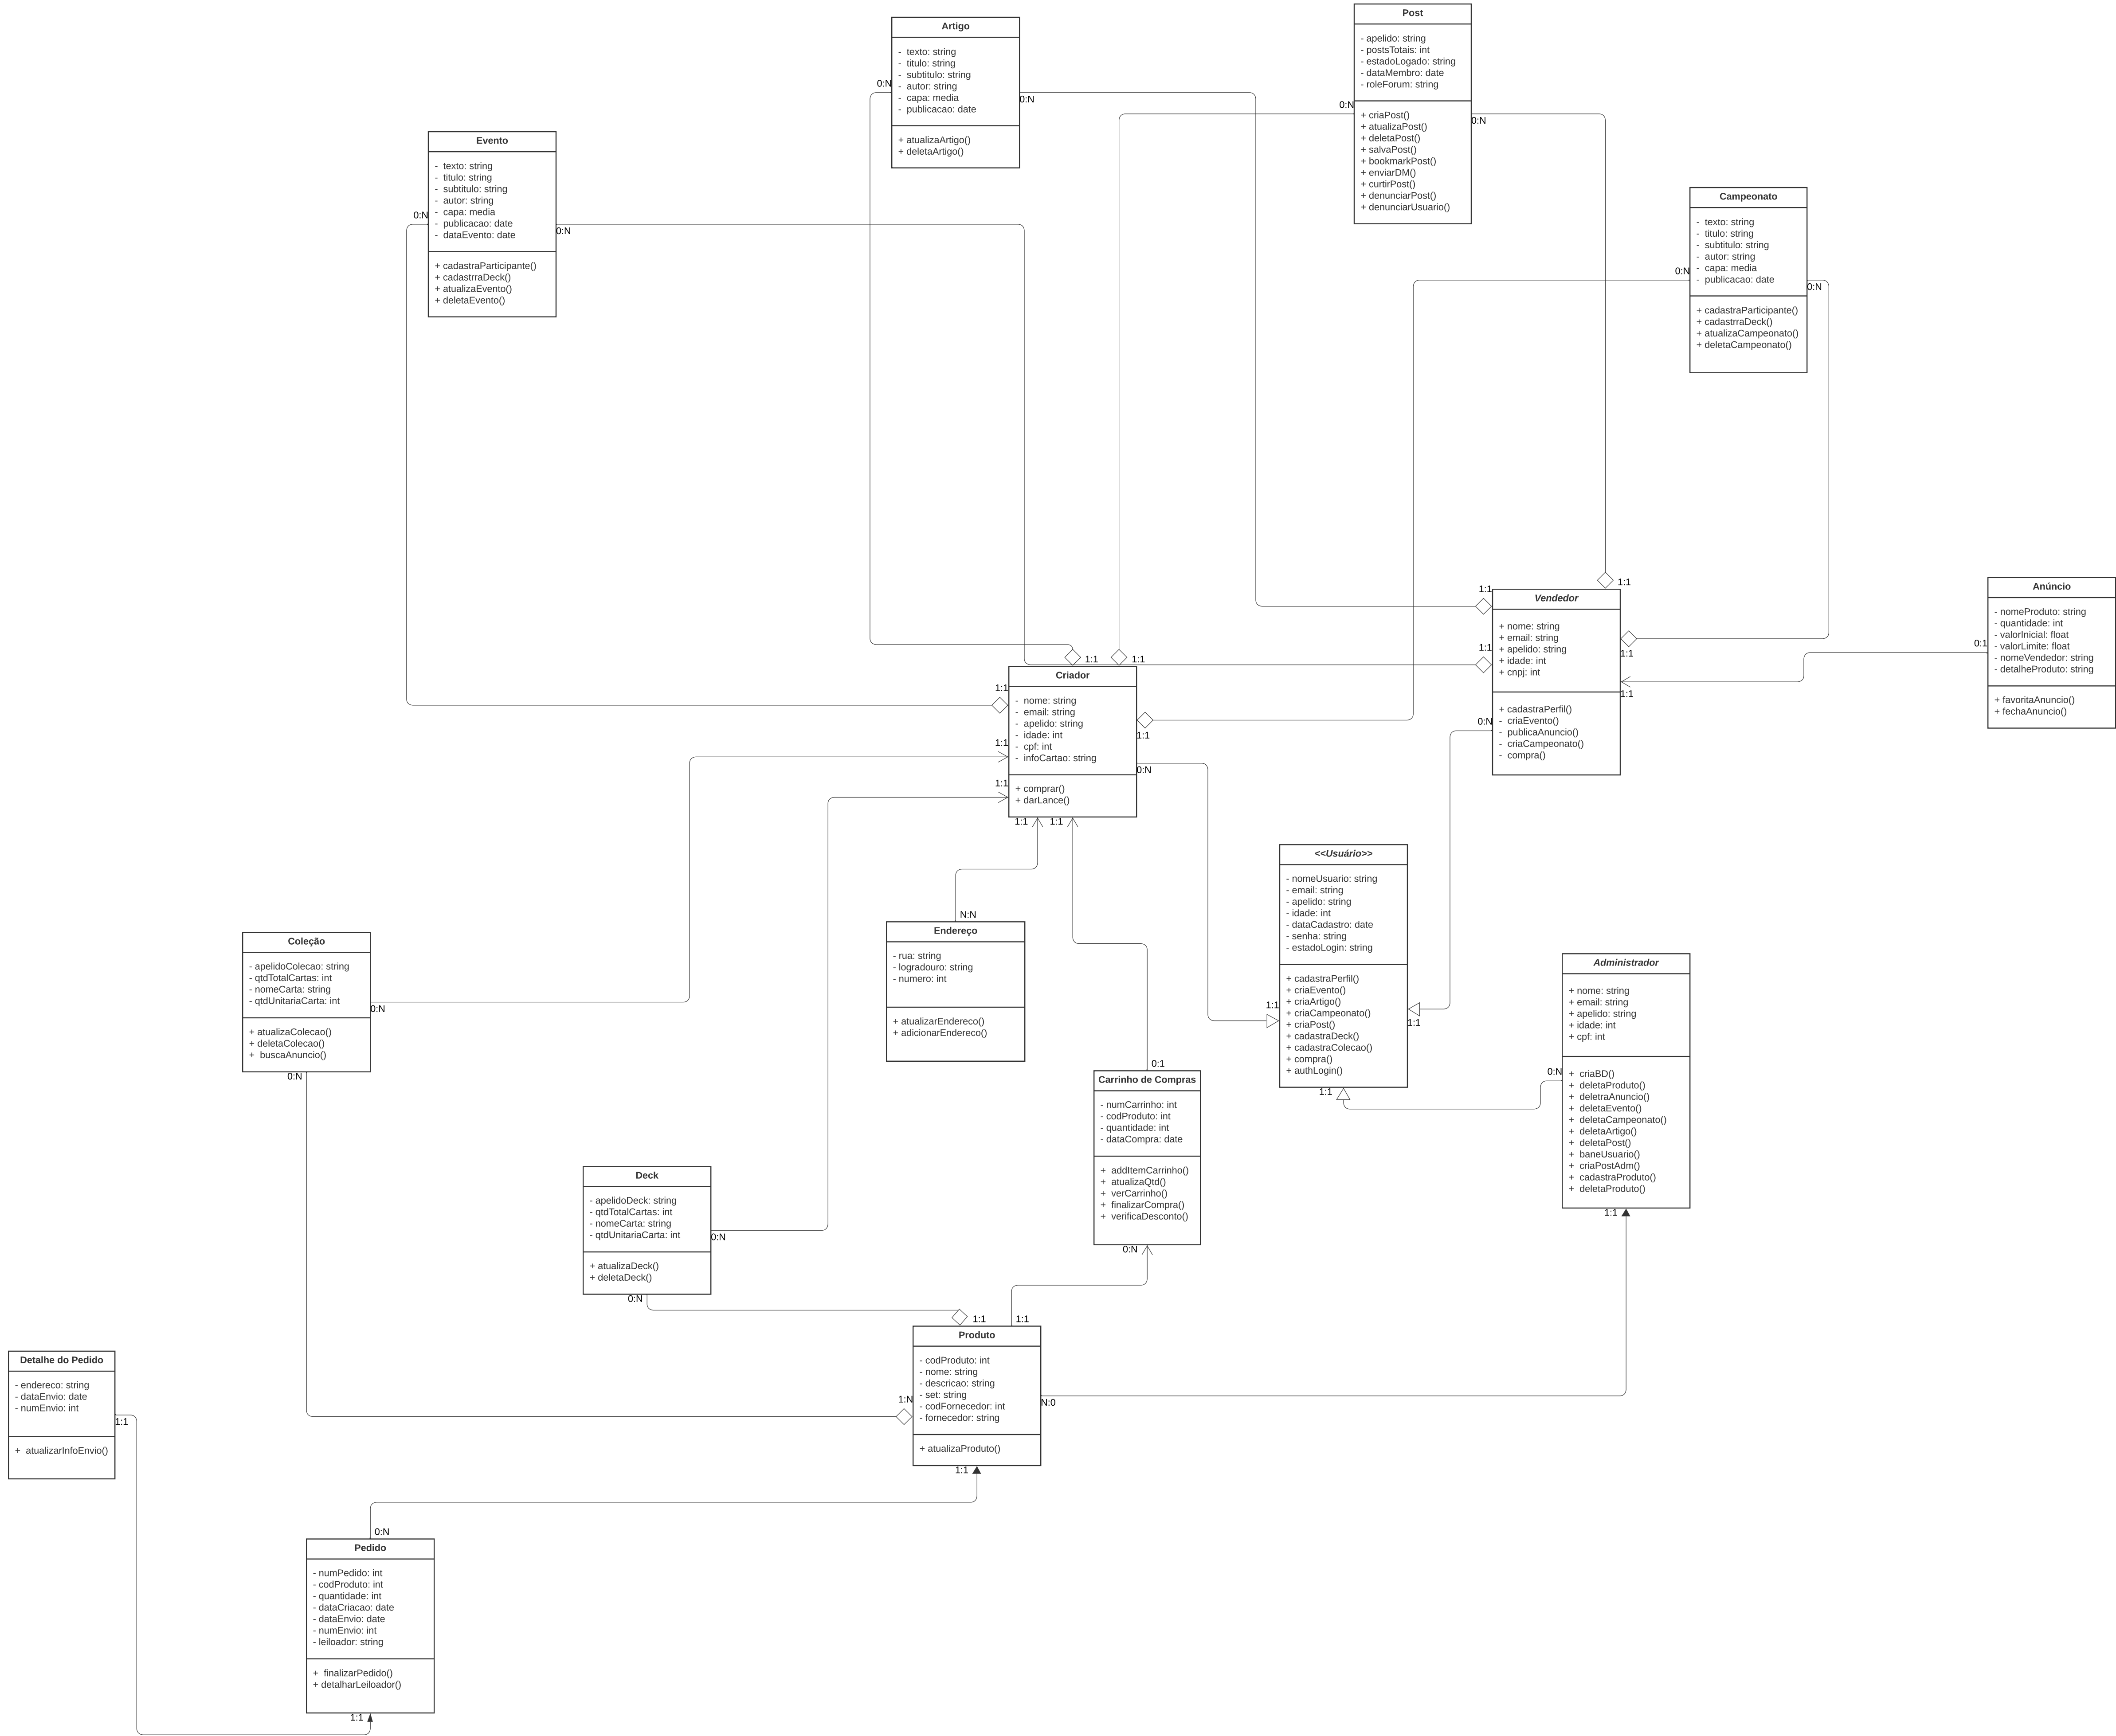 Post
- apelido: string
- postsTotais: int
- estadoLogado: string
- dataMembro: date
- roleForum: string
+ criaPost()
+ atualizaPost()
+ deletaPost()
+ salvaPost()
+ bookmarkPost()
+ enviarDM()
+ curtirPost()
+ denunciarPost()
+ denunciarUsuario()
0:N
0:N
Artigo
- texto: string
- titulo: string
- subtitulo: string
- autor: string
- capa: media
- publicacao: date
+ atualizaArtigo()
+ deletaArtigo()
0:N
0:N
Evento
- texto: string
- titulo: string
- subtitulo: string
- autor: string
- capa: media
- publicacao: date
- dataEvento: date
+ cadastraParticipante()
+ cadastrraDeck()
+ atualizaEvento()
+ deletaEvento()
0:N
0:N
Campeonato
- texto: string
- titulo: string
- subtitulo: string
- autor: string
- capa: media
- publicacao: date
+ cadastraParticipante()
+ cadastrraDeck()
+ atualizaCampeonato()
+ deletaCampeonato()
0:N
0:N
Anúncio
- nomeProduto: string
- quantidade: int
- valorInicial: float
- valorLimite: float
- nomeVendedor: string
- detalheProduto: string
+ favoritaAnuncio()
+ fechaAnuncio()
0:1
Vendedor
+ nome: string
+ email: string
+ apelido: string
+ idade: int
+ cnpj: int
+ cadastraPerfil()
- criaEvento()
- publicaAnuncio()
- criaCampeonato()
- compra()
1:1
1:1
1:1
1:1
1:1
0:N
Criador
- nome: string
- email: string
- apelido: string
- idade: int
- cpf: int
- infoCartao: string
+ comprar()
+ darLance()
1:1
1:1
1:1
1:1
1:1
1:1
0:N
1:1
1:1
<<Usuário>>
- nomeUsuario: string
- email: string
- apelido: string
- idade: int
- dataCadastro: date
- senha: string
- estadoLogin: string
+ cadastraPerfil()
+ criaEvento()
+ criaArtigo()
+ criaCampeonato()
+ criaPost()
+ cadastraDeck()
+ cadastraColecao()
+ compra()
+ authLogin()
1:1
1:1
1:1
Endereço
- rua: string
- logradouro: string
- numero: int
+ atualizarEndereco()
+ adicionarEndereco()
N:N
Coleção
- apelidoColecao: string
- qtdTotalCartas: int
- nomeCarta: string
- qtdUnitariaCarta: int
+ atualizaColecao()
+ deletaColecao()
+ buscaAnuncio()
0:N
0:N
Administrador
+ nome: string
+ email: string
+ apelido: string
+ idade: int
+ cpf: int
+ criaBD()
+ deletaProduto()
+ deletraAnuncio()
+ deletaEvento()
+ deletaCampeonato()
+ deletaArtigo()
+ deletaPost()
+ baneUsuario()
+ criaPostAdm()
+ cadastraProduto()
+ deletaProduto()
0:N
1:1
Carrinho de Compras
- numCarrinho: int
- codProduto: int
- quantidade: int
- dataCompra: date
+ addItemCarrinho()
+ atualizaQtd()
+ verCarrinho()
+ finalizarCompra()
+ verificaDesconto()
0:1
0:N
Deck
- apelidoDeck: string
- qtdTotalCartas: int
- nomeCarta: string
- qtdUnitariaCarta: int
+ atualizaDeck()
+ deletaDeck()
0:N
0:N
Produto
- codProduto: int
- nome: string
- descricao: string
- set: string
- codFornecedor: int
- fornecedor: string
+ atualizaProduto()
1:1
1:1
1:N
N:0
1:1
Detalhe do Pedido
- endereco: string
- dataEnvio: date
- numEnvio: int
+ atualizarInfoEnvio()
1:1
Pedido
- numPedido: int
- codProduto: int
- quantidade: int
- dataCriacao: date
- dataEnvio: date
- numEnvio: int
- leiloador: string
+ finalizarPedido()
+ detalharLeiloador()
0:N
1:1